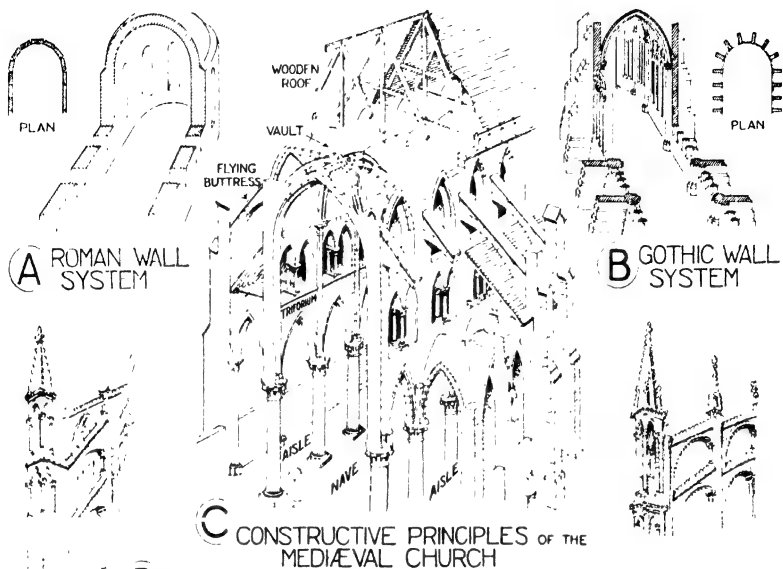 PLAN
A ROMAN WALL
SYSTEM
WOODEN
ROOF
VAULT
FLYING
BUTTRESS
TRIFORIUM
AISLE
NAVE
AISLE
PLAN
B GOTHIC WALL
SYSTEM
C CONSTRUCTIVE PRINCIPLES OF THE
MEDIÆVAL CHURCH